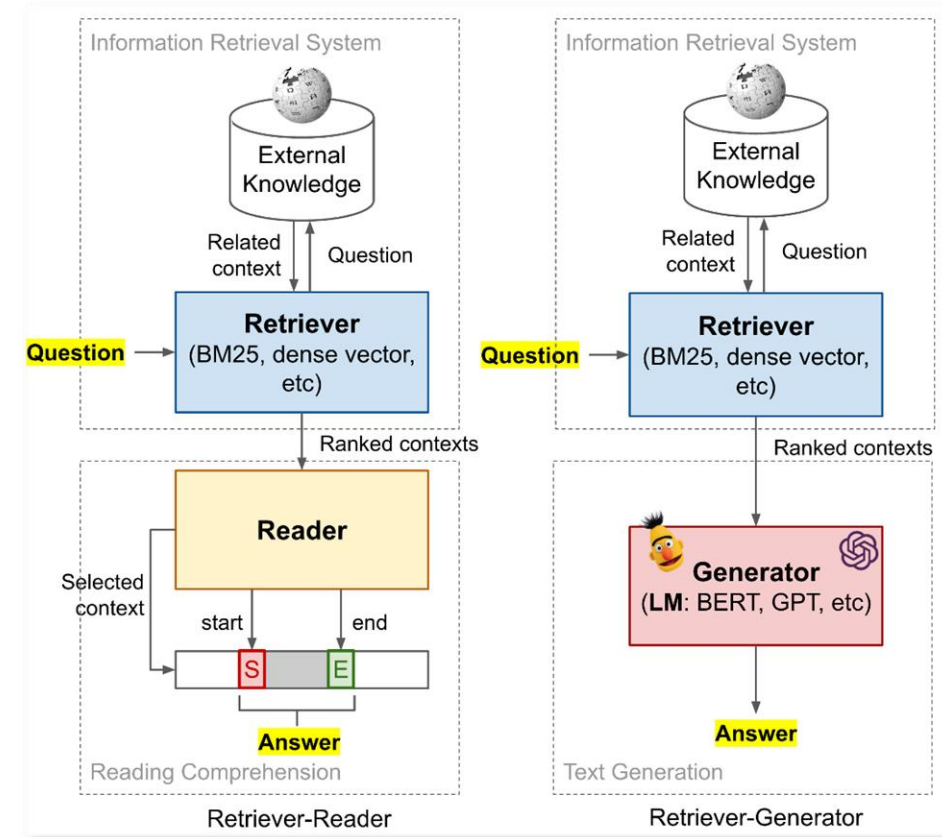 Information Retrieval System
External
Knowledge
Related
context
Question
Question
Retriever
(BM25, dense vector,
etc)
Ranked contexts
Reader
Selected
context
start
end
S
E
Answer
Reading Comprehension
Retriever-Reader
Information Retrieval System
External
Knowledge
Related
context
Question
Question
Retriever
(BM25, dense vector,
etc)
Ranked contexts
Generator
(LM: BERT, GPT, etc)
Answer
Text Generation
Retriever-Generator